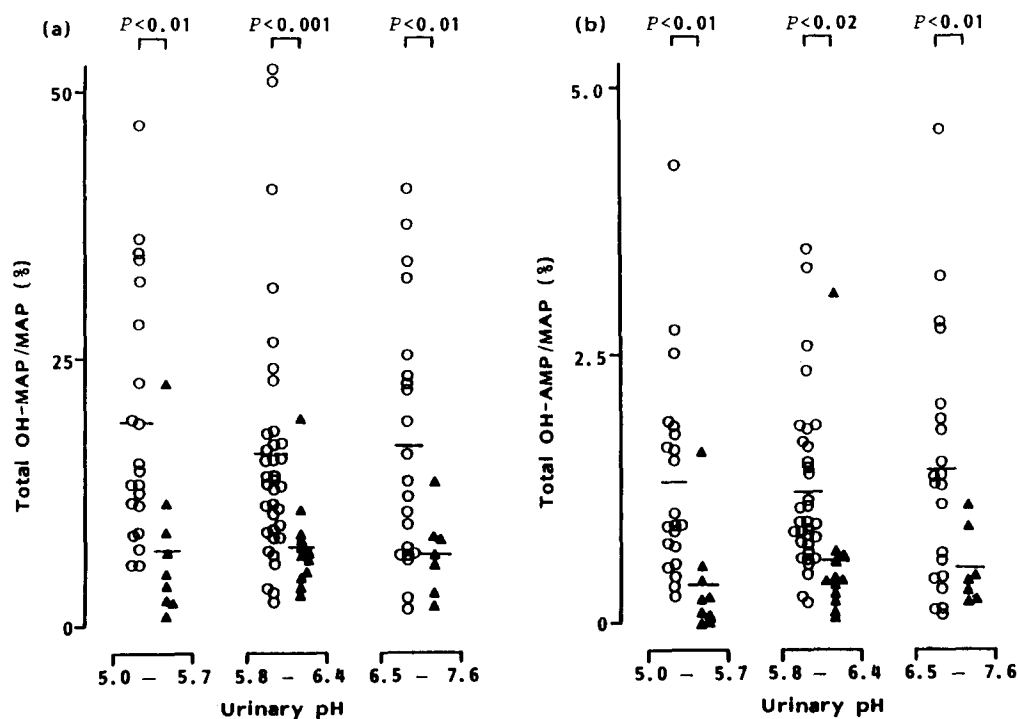 (a)
P<0.01
P<0.001
P<0.01
50
25
0
Total OH-MAP/MAP (%)
5.0 – 5.7
5.8 – 6.4
6.5 – 7.6
Urinary pH
(b)
P<0.01
P<0.02
P<0.01
5.0
2.5
0
Total OH-AMP/MAP (%)
5.0 – 5.7
5.8 – 6.4
6.5 – 7.6
Urinary pH